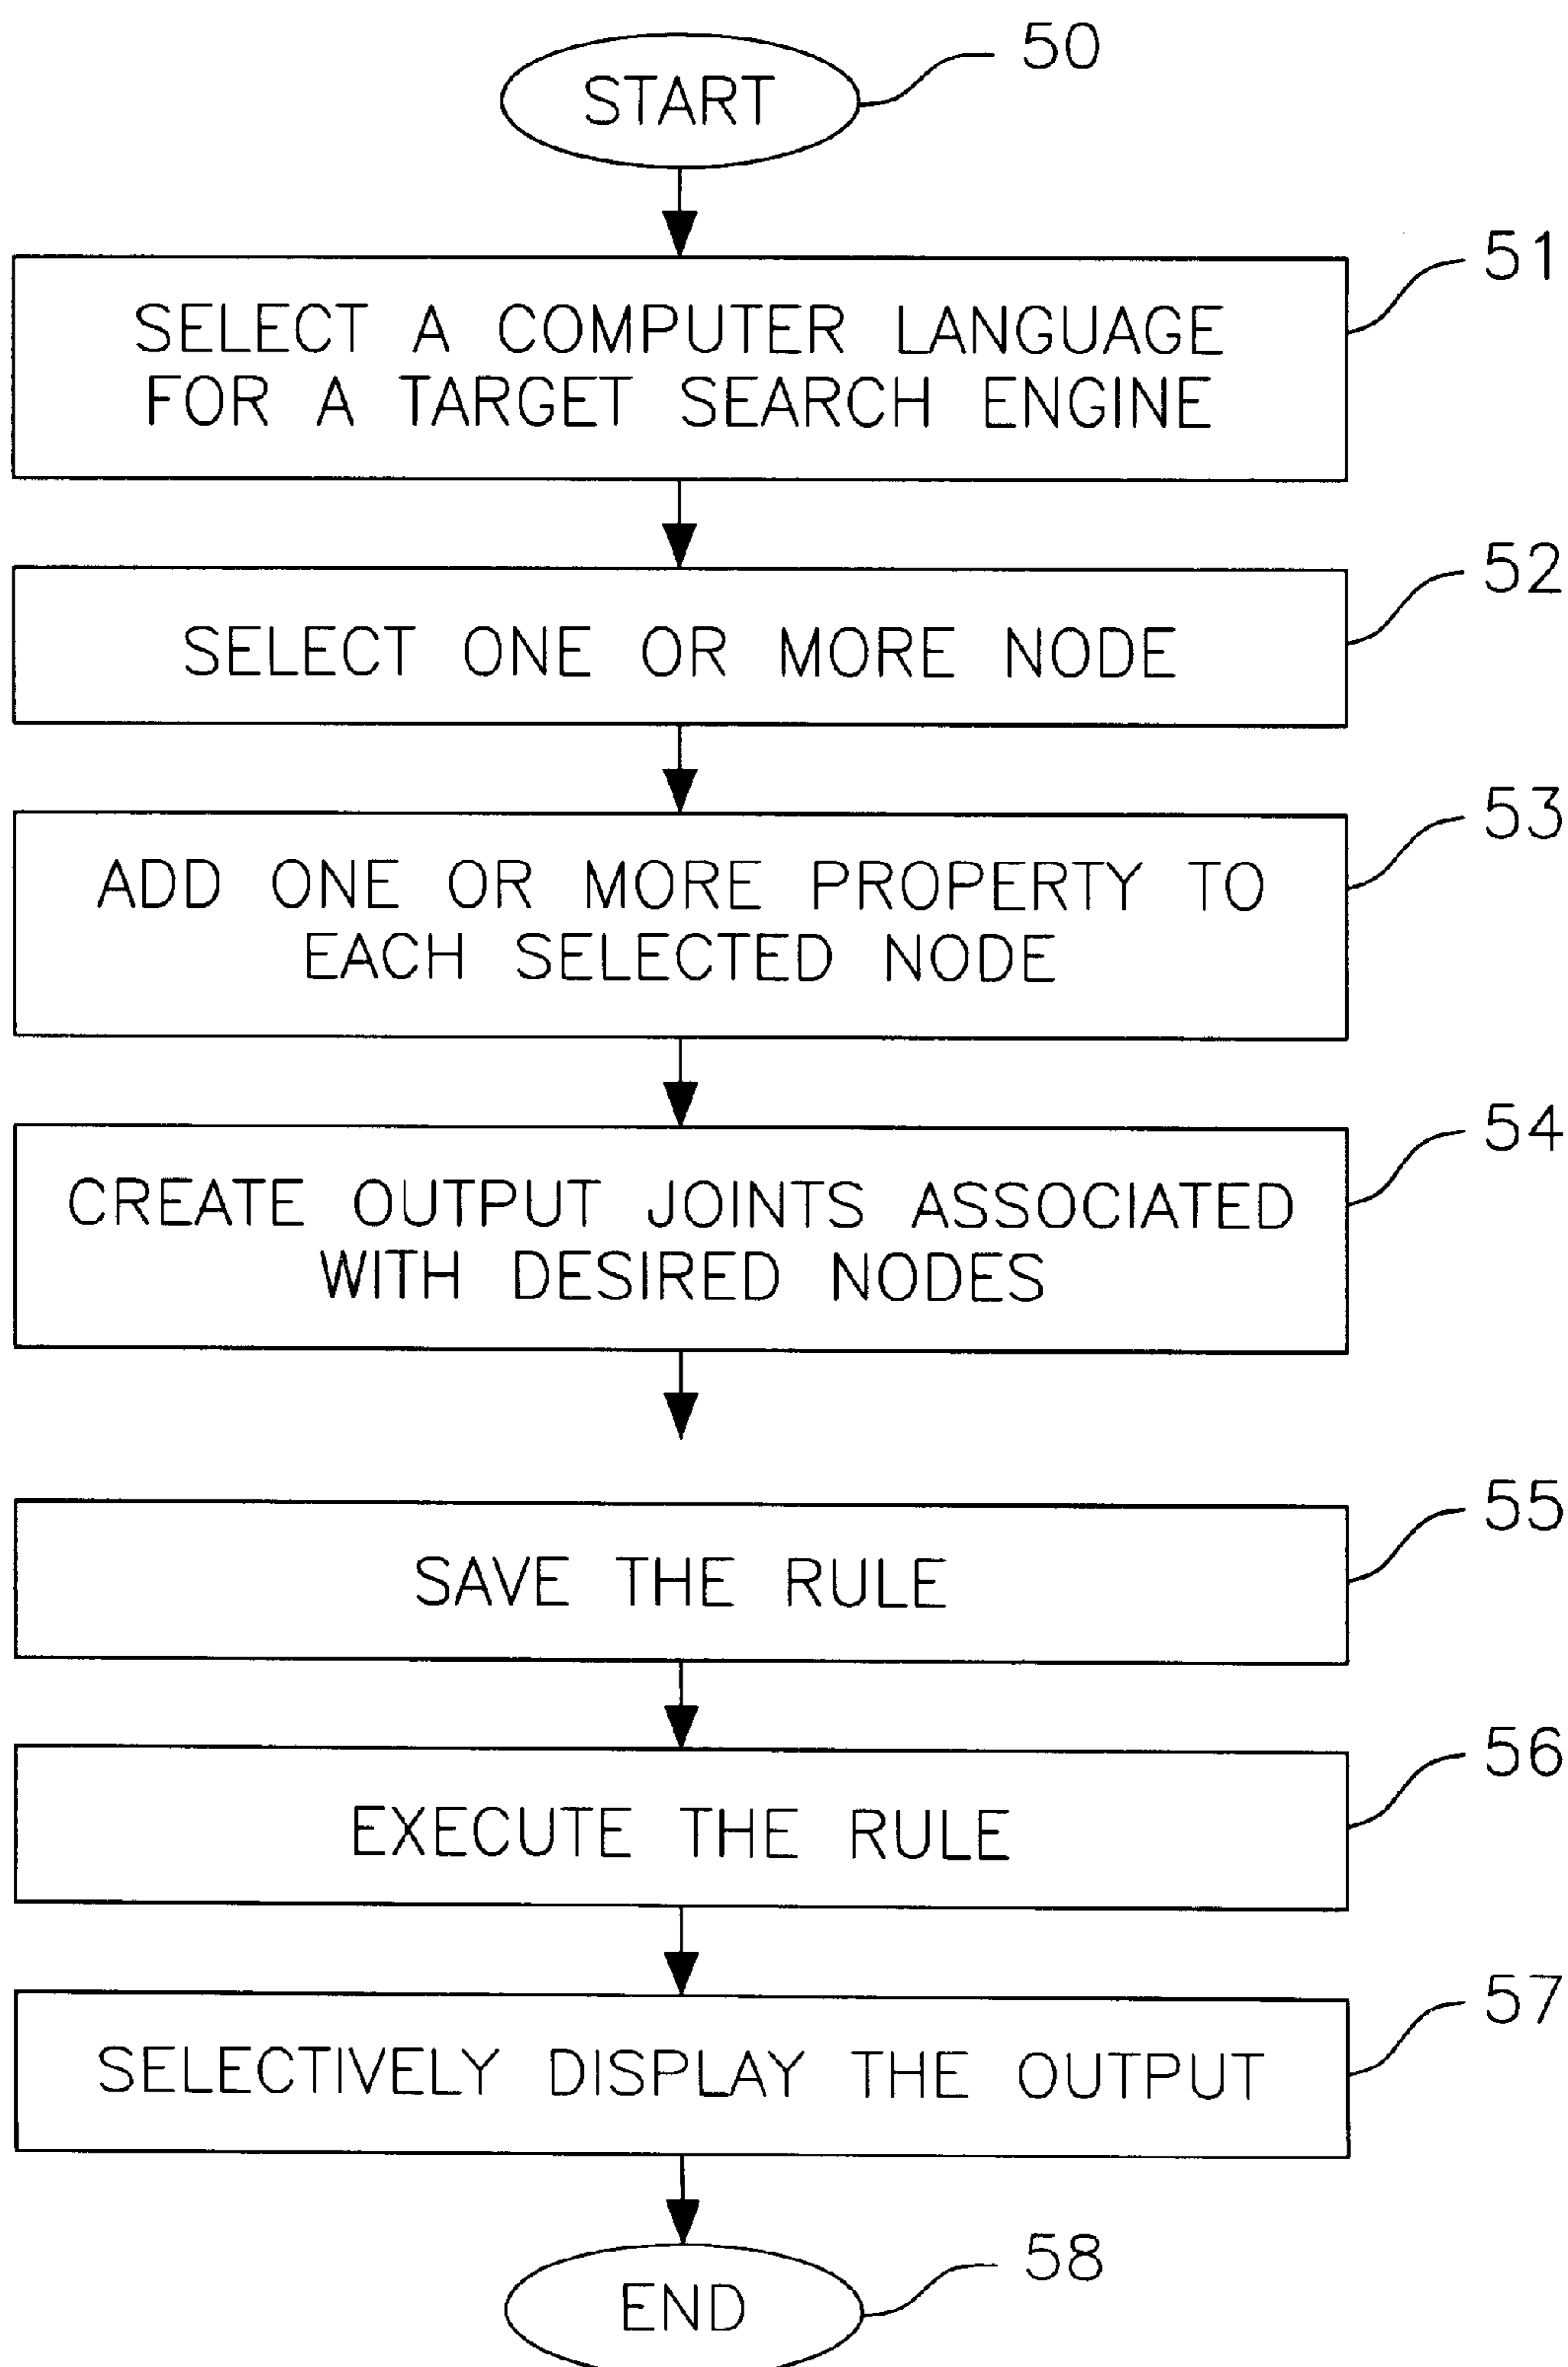 START
50
SELECT A COMPUTER LANGUAGE
FOR A TARGET SEARCH ENGINE
51
SELECT ONE OR MORE NODE
52
ADD ONE OR MORE PROPERTY TO
EACH SELECTED NODE
53
CREATE OUTPUT JOINTS ASSOCIATED
WITH DESIRED NODES
54
SAVE THE RULE
55
EXECUTE THE RULE
56
SELECTIVELY DISPLAY THE OUTPUT
57
END
58